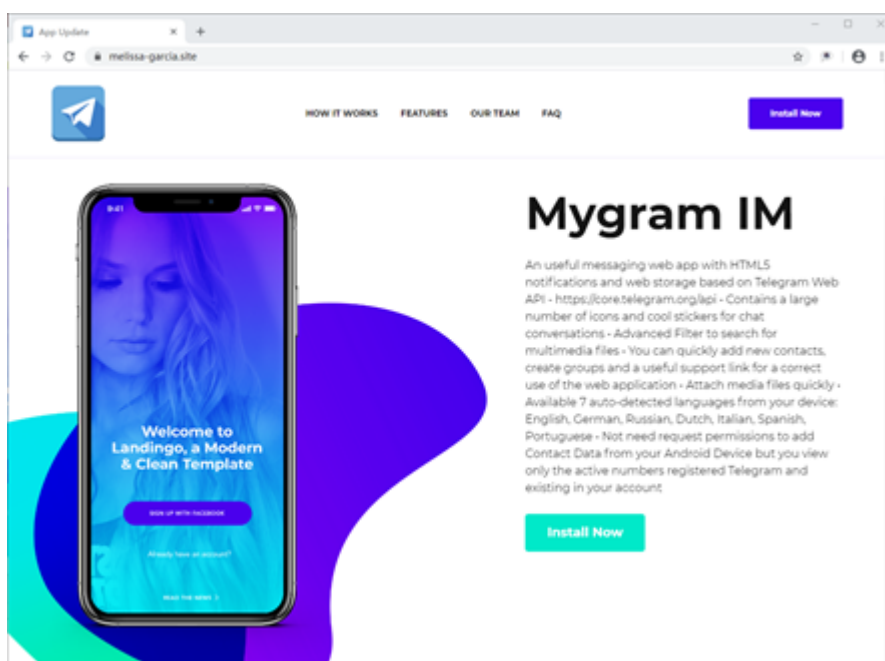 App Update
melissa-garcia.site
HOW IT WORKS
FEATURES
OUR TEAM
FAQ
Install Now
9:41
Welcome to
Landingo, a Modern
& Clean Template
SIGN UP WITH FACEBOOK
Already have an account?
READ THE NEWS
Mygram IM
An useful messaging web app with HTML5
notifications and web storage based on Telegram Web
API - https://core.telegram.org/api - Contains a large
number of icons and cool stickers for chat
conversations - Advanced Filter to search for
multimedia files - You can quickly add new contacts,
create groups and a useful support link for a correct
use of the web application - Attach media files quickly -
Available 7 auto-detected languages from your device:
English, German, Russian, Dutch, Italian, Spanish,
Portuguese - Not need request permissions to add
Contact Data from your Android Device but you view
only the active numbers registered Telegram and
existing in your account
Install Now